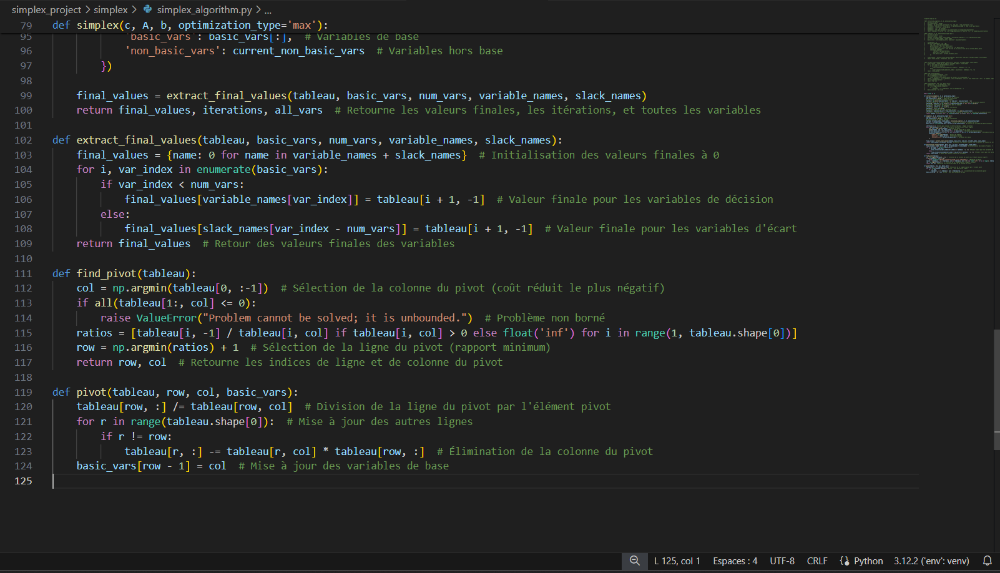 simplex_project > simplex > simplex_algorithm.py > ...
79 def simplex(c, A, b, optimization_type='max'):
95 'basic_vars': basic_vars[:], # Variables de base
96 'non_basic_vars': current_non_basic_vars # Variables hors base
97 })
98
99 final_values = extract_final_values(tableau, basic_vars, num_vars, variable_names, slack_names)
100 return final_values, iterations, all_vars # Retourne les valeurs finales, les itérations, et toutes les variables
101
102 def extract_final_values(tableau, basic_vars, num_vars, variable_names, slack_names):
103 final_values = {name: 0 for name in variable_names + slack_names} # Initialisation des valeurs finales à 0
104 for i, var_index in enumerate(basic_vars):
105 if var_index < num_vars:
106 final_values[variable_names[var_index]] = tableau[i + 1, -1] # Valeur finale pour les variables de décision
107 else:
108 final_values[slack_names[var_index - num_vars]] = tableau[i + 1, -1] # Valeur finale pour les variables d'écart
109 return final_values # Retour des valeurs finales des variables
110
111 def find_pivot(tableau):
112 col = np.argmin(tableau[0, :-1]) # Sélection de la colonne du pivot (coût réduit le plus négatif)
113 if all(tableau[1:, col] <= 0):
114 raise ValueError("Problem cannot be solved; it is unbounded.") # Problème non borné
115 ratios = [tableau[i, -1] / tableau[i, col] if tableau[i, col] > 0 else float('inf') for i in range(1, tableau.shape[0])]
116 row = np.argmin(ratios) + 1 # Sélection de la ligne du pivot (rapport minimum)
117 return row, col # Retourne les indices de ligne et de colonne du pivot
118
119 def pivot(tableau, row, col, basic_vars):
120 tableau[row, :] /= tableau[row, col] # Division de la ligne du pivot par l'élément pivot
121 for r in range(tableau.shape[0]): # Mise à jour des autres lignes
122 if r != row:
123 tableau[r, :] -= tableau[r, col] * tableau[row, :] # Élimination de la colonne du pivot
124 basic_vars[row - 1] = col # Mise à jour des variables de base
125
L 125, col 1 Espaces : 4 UTF-8 CRLF Python 3.12.2 ('env': venv)